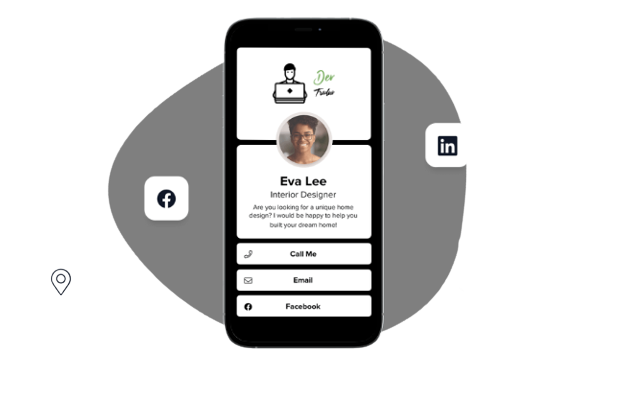 Dev
Eva Lee
Interior Designer
Are you looking for a unique home
design? I would be happy to help you
built your dream home!
in
Call Me
Email
Facebook